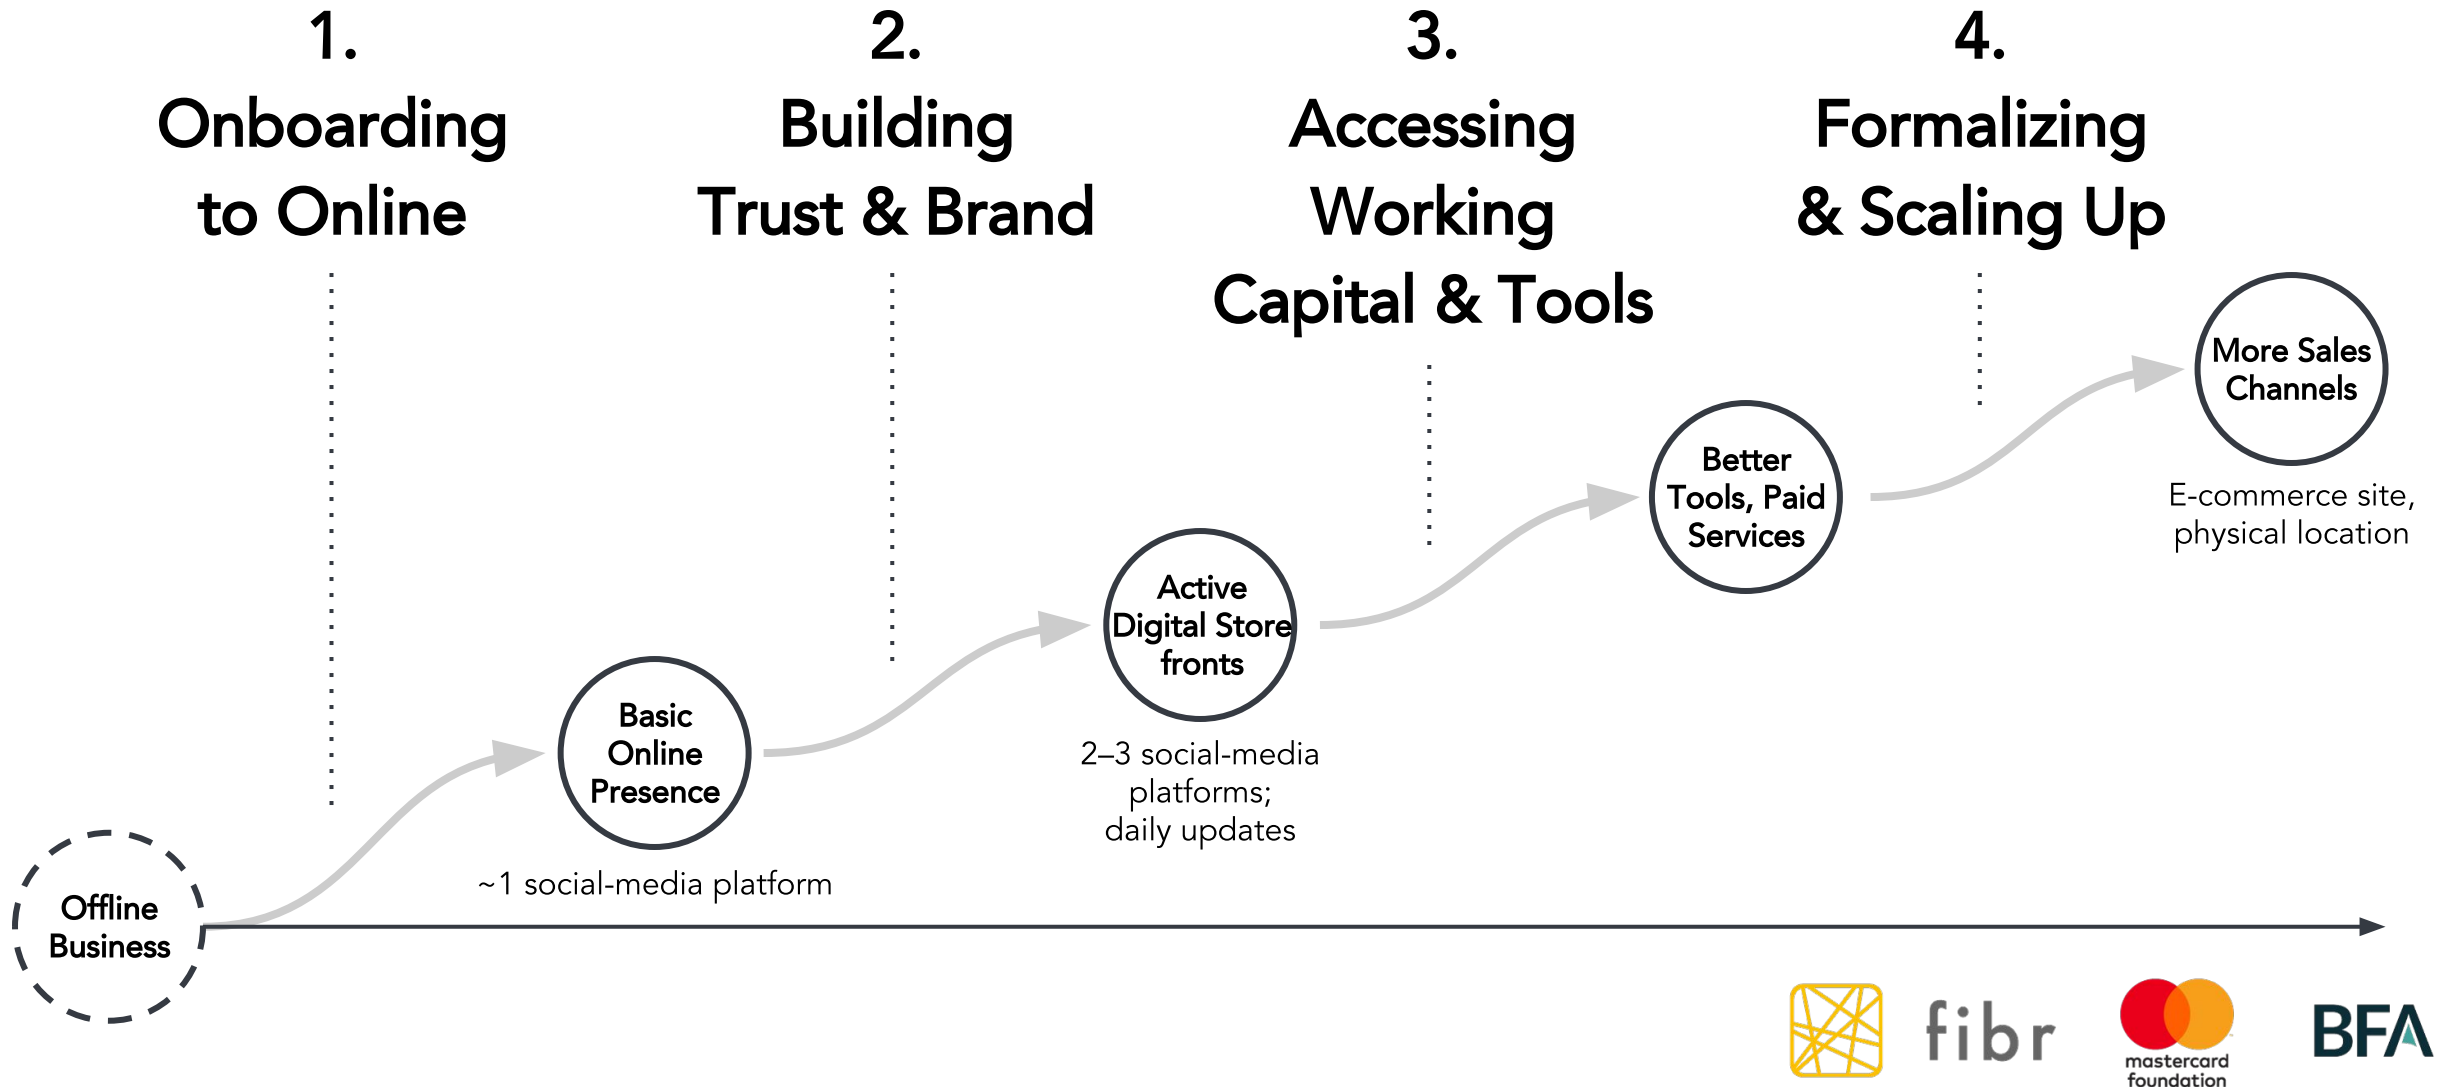 1.
Onboarding
to Online
2.
Building
Trust & Brand
3.
Accessing
Working
Capital & Tools
4.
Formalizing
& Scaling Up
Offline
Business
Basic
Online
Presence
~1 social-media platform
Active
Digital Store
fronts
2–3 social-media
platforms;
daily updates
Better
Tools, Paid
Services
More Sales
Channels
E-commerce site,
physical location
fibr
mastercard
foundation
BFA